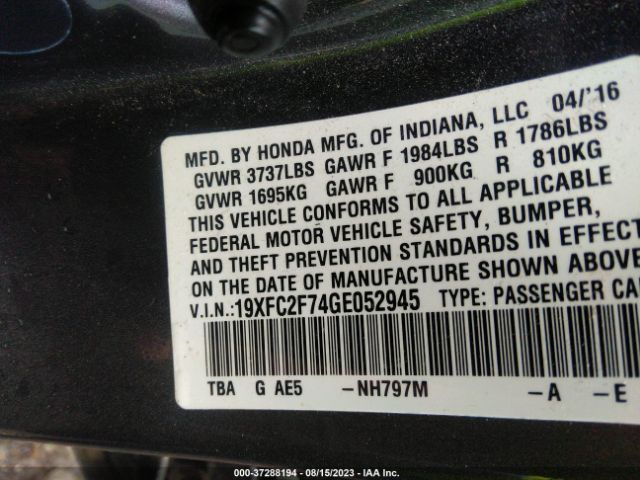 MFD. BY HONDA MFG. OF INDIANA, LLC 04/'16
GVWR 3737LBS GAWR F 1984LBS R 1786LBS
GVWR 1695KG GAWR F 900KG R 810KG
THIS VEHICLE CONFORMS TO ALL APPLICABLE
FEDERAL MOTOR VEHICLE SAFETY, BUMPER,
AND THEFT PREVENTION STANDARDS IN EFFECT
ON THE DATE OF MANUFACTURE SHOWN ABOVE
V.I.N.:19XFC2F74GE052945 TYPE: PASSENGER CA
TBA G AE5 -NH797M -A -E
000-37288194 - 08/15/2023 - IAA Inc.